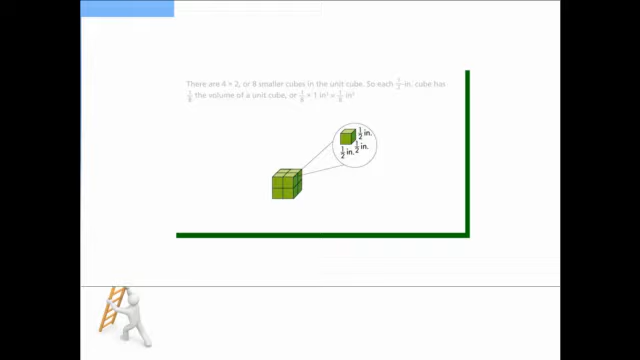 There are 4 × 2, or 8 smaller cubes in the unit cube. So each 1/2-in. cube has
1/8 the volume of a unit cube, or 1/8 × 1 in³ = 1/8 in³
1/2 in.
1/2 in. 1/2 in.